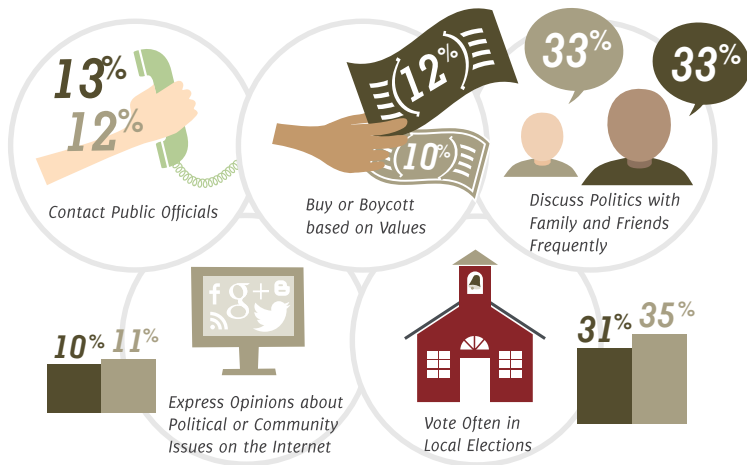 13%
12%
Contact Public Officials
12%
10%
Buy or Boycott
based on Values
33%
33%
Discuss Politics with
Family and Friends
Frequently
10% 11%
f g+ B
Express Opinions about
Political or Community
Issues on the Internet
31% 35%
Vote Often in
Local Elections